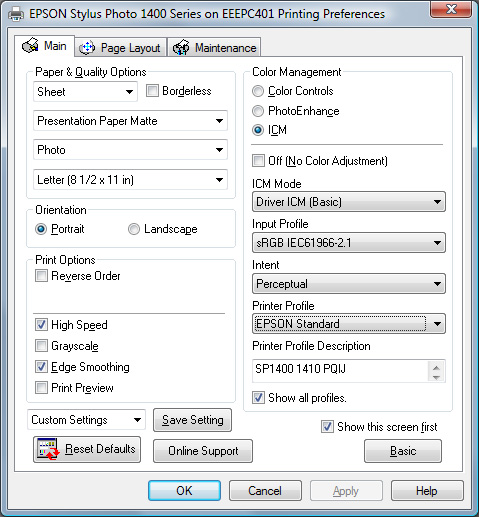 EPSON Stylus Photo 1400 Series on EEEPC401 Printing Preferences
Main
Page Layout
Maintenance
Paper & Quality Options
Sheet
Borderless
Presentation Paper Matte
Photo
Letter (8 1/2 x 11 in)
Orientation
Portrait
Landscape
Print Options
Reverse Order
High Speed
Grayscale
Edge Smoothing
Print Preview
Custom Settings
Save Setting
Reset Defaults
Online Support
Color Management
Color Controls
PhotoEnhance
ICM
Off (No Color Adjustment)
ICM Mode
Driver ICM (Basic)
Input Profile
sRGB IEC61966-2.1
Intent
Perceptual
Printer Profile
EPSON Standard
Printer Profile Description
SP1400 1410 PQIJ
Show all profiles.
Show this screen first
Basic
OK
Cancel
Apply
Help